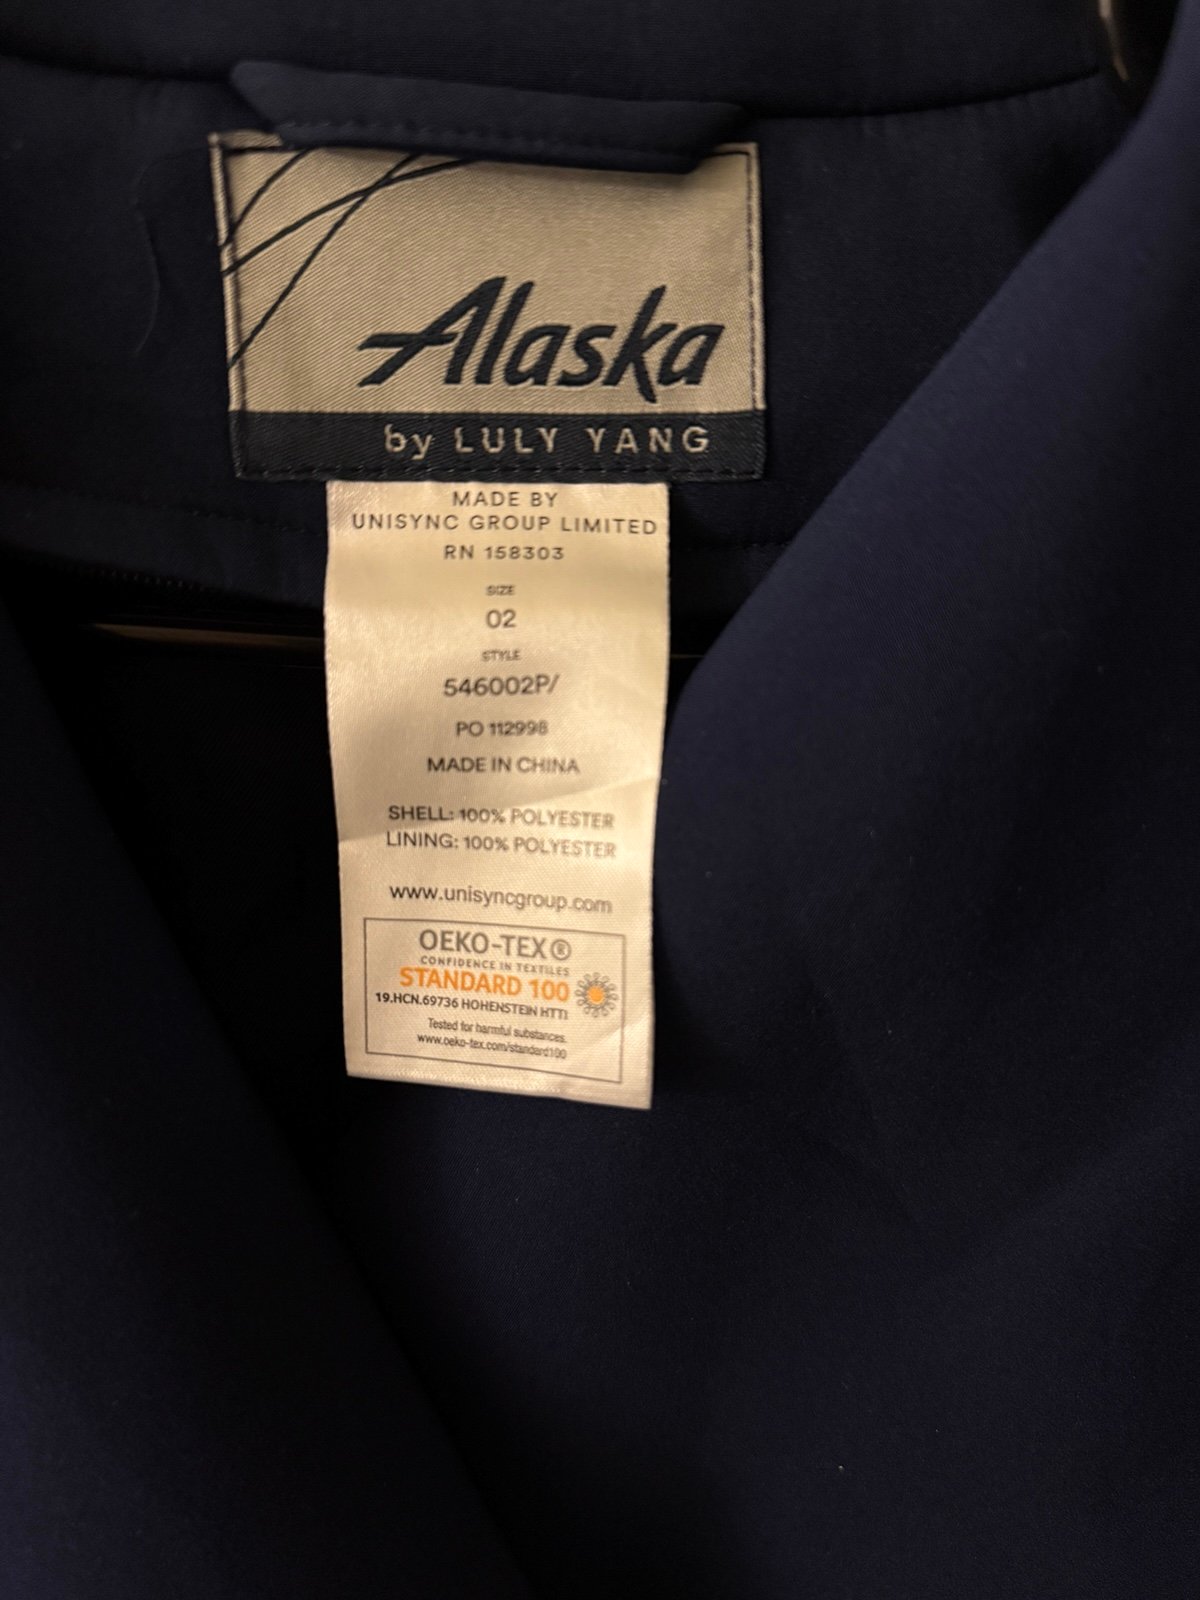 Alaska
by LULY YANG
MADE BY
UNISYNC GROUP LIMITED
RN 158303
SIZE
02
STYLE
546002P/
PO 112998
MADE IN CHINA
SHELL: 100% POLYESTER
LINING: 100% POLYESTER
www.unisyncgroup.com
OEKO-TEX®
CONFIDENCE IN TEXTILES
STANDARD 100
19.HCN.69736 HOHENSTEIN HTTI
Tested for harmful substances.
www.oeko-tex.com/standard100